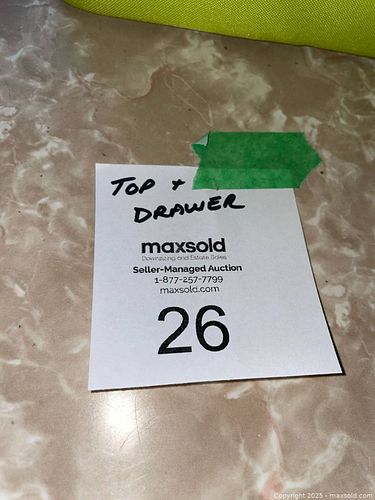 TOP +
DRAWER
maxsold
Downsizing and Estate Sales
Seller-Managed Auction
1-877-257-7799
maxsold.com
26
Copyright 2025 - maxsold.com